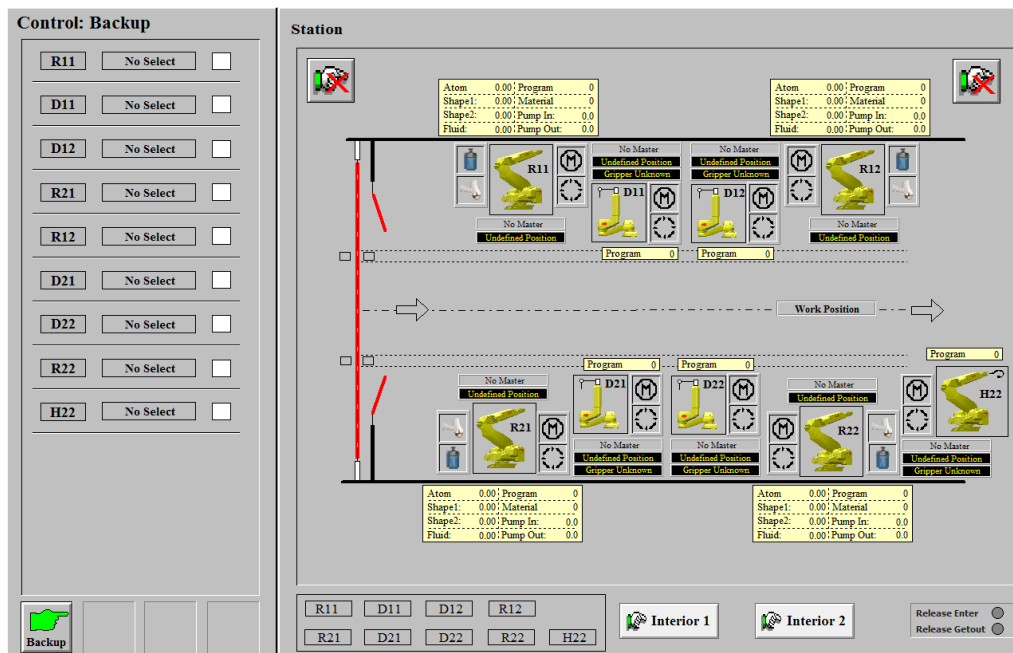 Control: Backup
R11 No Select
D11 No Select
D12 No Select
R21 No Select
R12 No Select
D21 No Select
D22 No Select
R22 No Select
H22 No Select
Backup
Station
Atom 0.00 Program 0
Shape1: 0.00 Material 0
Shape2: 0.00 Pump In: 0.0
Fluid: 0.00 Pump Out: 0.0
Atom 0.00 Program 0
Shape1: 0.00 Material 0
Shape2: 0.00 Pump In: 0.0
Fluid: 0.00 Pump Out: 0.0
R11
M
No Master
Undefined Position
No Master
Undefined Position
Gripper Unknown
D11
M
Program 0
No Master
Undefined Position
Gripper Unknown
D12
M
Program 0
M
R12
No Master
Undefined Position
Work Position
No Master
Undefined Position
R21
M
Program 0
D21
M
No Master
Undefined Position
Gripper Unknown
Program 0
D22
M
No Master
Undefined Position
Gripper Unknown
No Master
Undefined Position
M
R22
Program 0
M
H22
No Master
Undefined Position
Gripper Unknown
Atom 0.00 Program 0
Shape1: 0.00 Material 0
Shape2: 0.00 Pump In: 0.0
Fluid: 0.00 Pump Out: 0.0
Atom 0.00 Program 0
Shape1: 0.00 Material 0
Shape2: 0.00 Pump In: 0.0
Fluid: 0.00 Pump Out: 0.0
R11 D11 D12 R12
R21 D21 D22 R22 H22
Interior 1
Interior 2
Release Enter
Release Getout